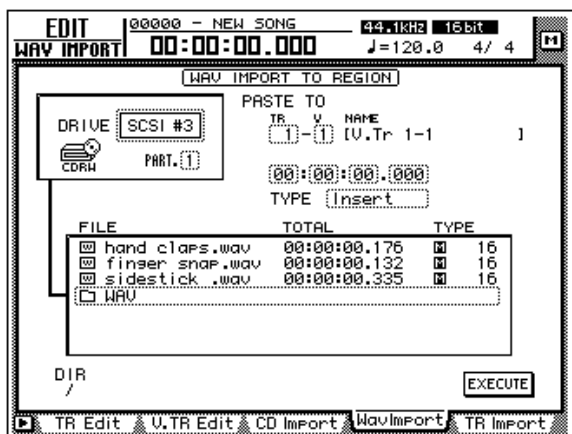 EDIT
WAV IMPORT
00000 - NEW SONG
00:00:00.000
44.1kHz 16bit
♩=120.0 4/ 4
M
WAV IMPORT TO REGION
DRIVE SCSI #3
CDRW
PART. 1
PASTE TO
TR V NAME
1-1 [V.Tr 1-1 ]
00:00:00.000
TYPE Insert
FILE TOTAL TYPE
hand claps.wav 00:00:00.176 M 16
finger snap.wav 00:00:00.132 M 16
sidestick .wav 00:00:00.335 M 16
WAV
DIR
/
EXECUTE
TR Edit V.TR Edit CD Import WavImport TR Import